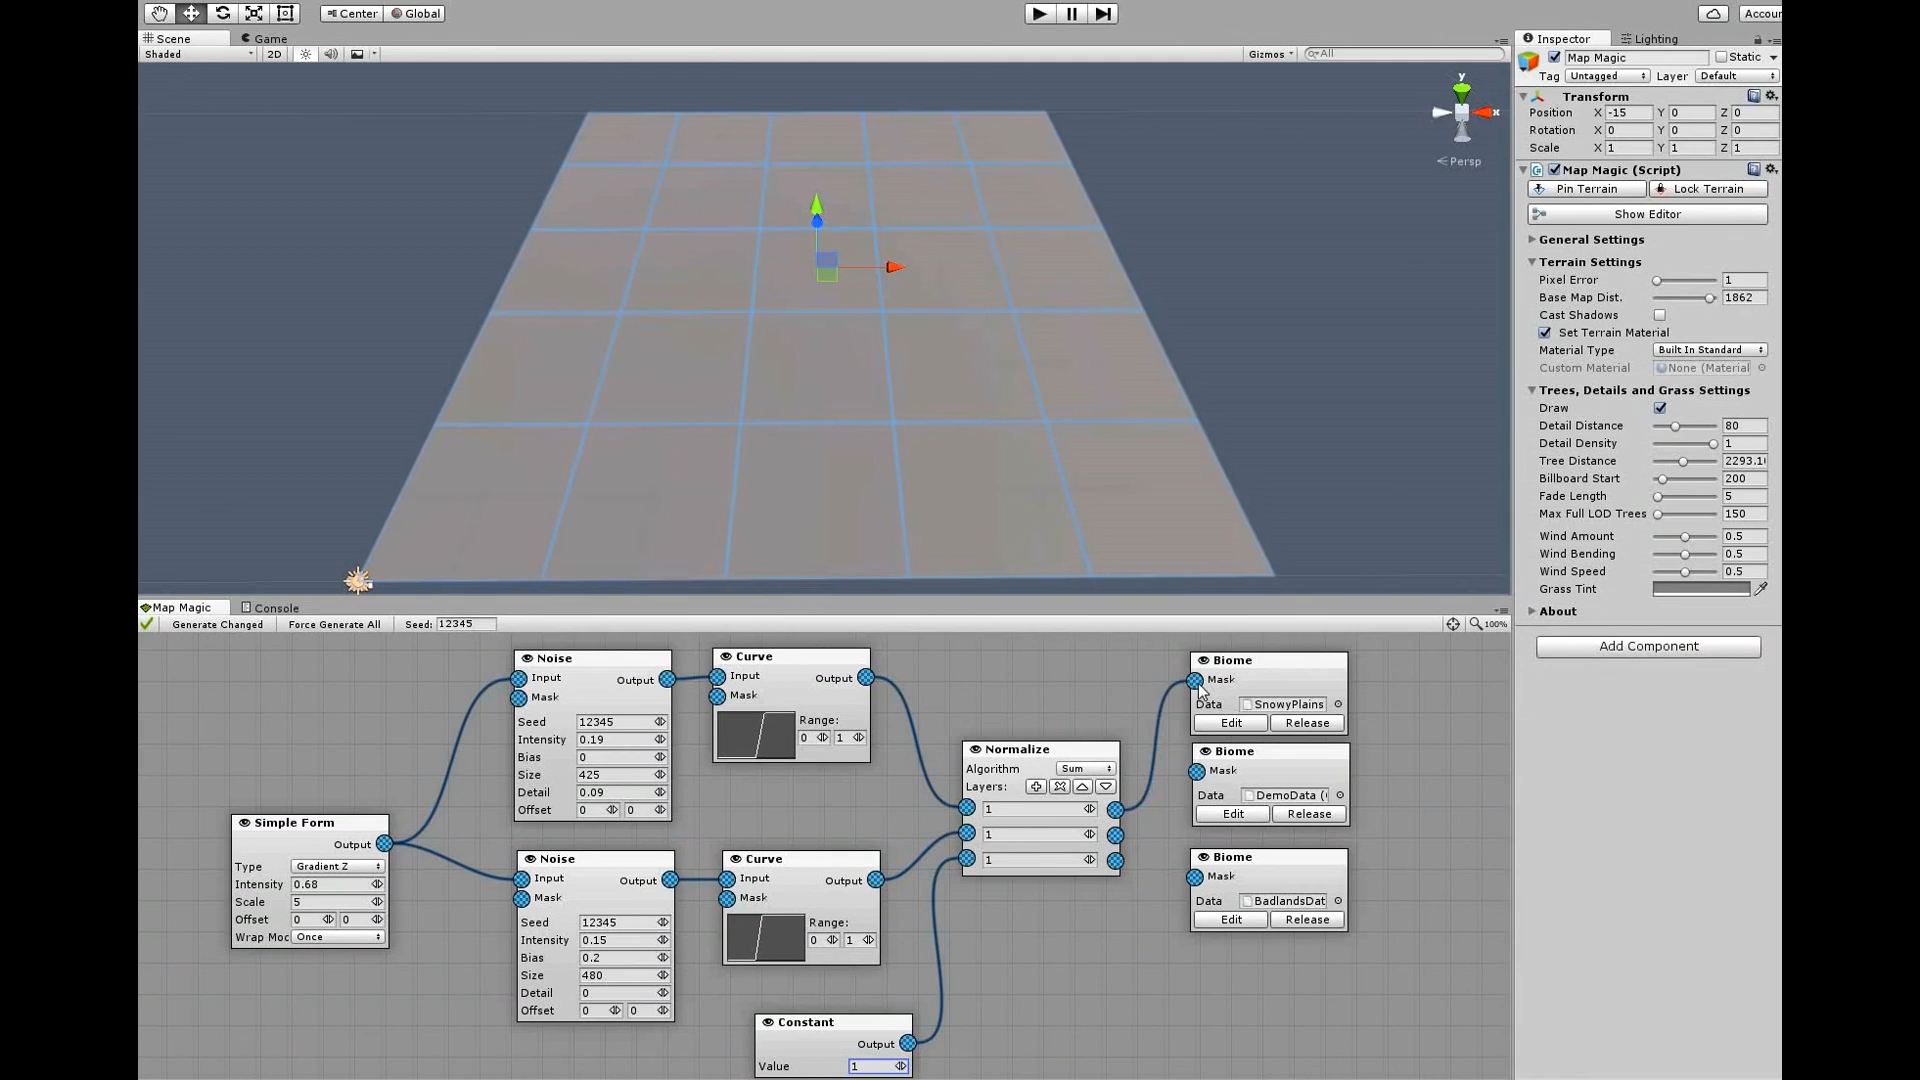 Center
Global
Accour
Scene
Game
Shaded
2D
Gizmos
All
y
x
Persp
Inspector
Lighting
Map Magic
Static
Tag
Untagged
Layer
Default
Transform
Position
X -15
Y 0
Z 0
Rotation
X 0
Y 0
Z 0
Scale
X 1
Y 1
Z 1
Map Magic (Script)
Pin Terrain
Lock Terrain
Show Editor
General Settings
Terrain Settings
Pixel Error
1
Base Map Dist.
1862
Cast Shadows
Set Terrain Material
Material Type
Built In Standard
Custom Material
None (Material
Trees, Details and Grass Settings
Draw
Detail Distance
80
Detail Density
1
Tree Distance
2293.1
Billboard Start
200
Fade Length
5
Max Full LOD Trees
150
Wind Amount
0.5
Wind Bending
0.5
Wind Speed
0.5
Grass Tint
About
Add Component
Map Magic
Console
Generate Changed
Force Generate All
Seed: 12345
100%
Simple Form
Output
Type
Gradient Z
Intensity
0.68
Scale
5
Offset
0
0
Wrap Moc
Once
Noise
Input
Output
Mask
Seed
12345
Intensity
0.19
Bias
0
Size
425
Detail
0.09
Offset
0
0
Noise
Input
Output
Mask
Seed
12345
Intensity
0.15
Bias
0.2
Size
480
Detail
0
Offset
0
0
Curve
Input
Output
Mask
Range:
0
1
Curve
Input
Output
Mask
Range:
0
1
Constant
Output
Value
1
Normalize
Algorithm
Sum
Layers:
1
1
1
Biome
Mask
Data
SnowyPlains
Edit
Release
Biome
Mask
Data
DemoData (
Edit
Release
Biome
Mask
Data
BadlandsDat
Edit
Release